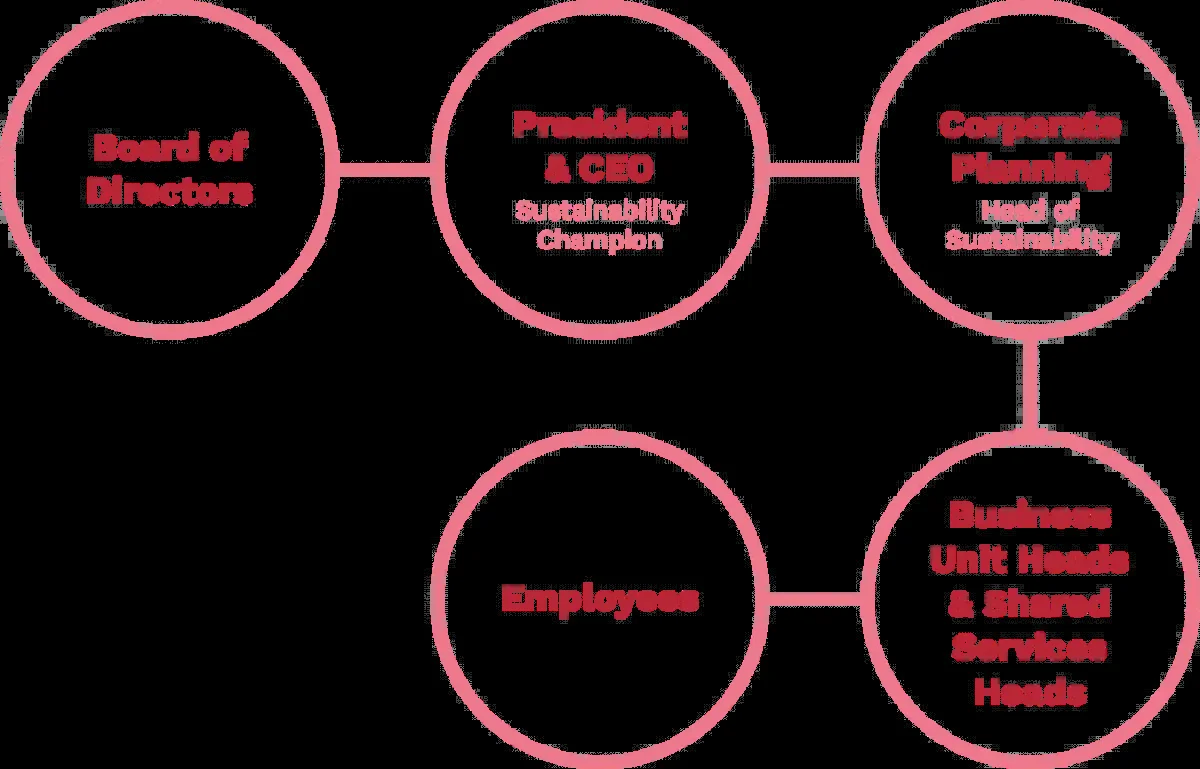 Board of
Directors
President
& CEO
Sustainability
Champion
Corporate
Planning
Head of
Sustainability
Employees
Business
Unit Heads
& Shared
Services
Heads